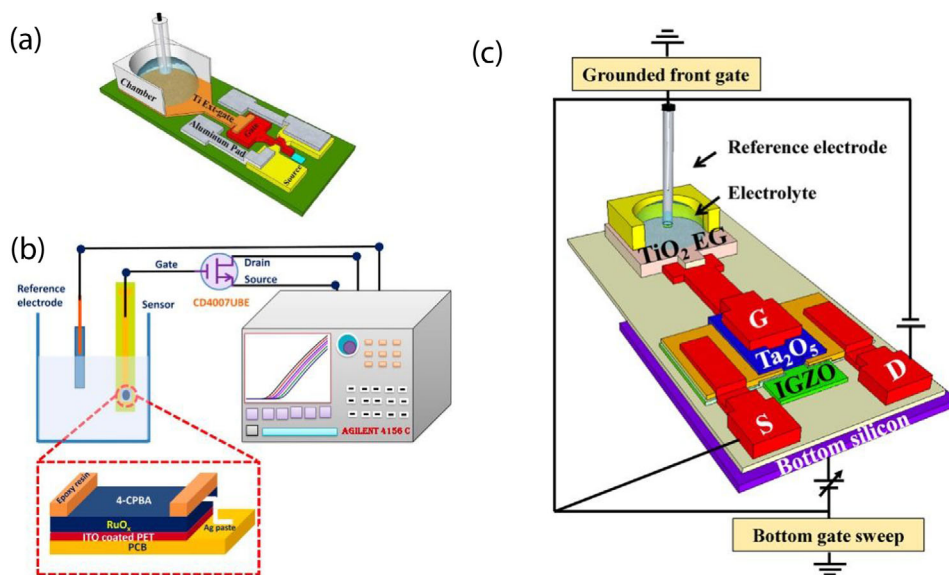 (a)
Chamber
Ti Ext-gate
Gate
Aluminum Pad
Source
(b)
Gate
Drain
Source
Reference
electrode
CD4007UBE
Sensor
AGILENT 4156 C
Epoxy resin
4-CPBA
RuOₓ
Ag paste
ITO coated PET
PCB
(c)
Grounded front gate
Reference electrode
Electrolyte
TiO₂ EG
G
Ta₂O₅
IGZO
D
S
Bottom silicon
Bottom gate sweep